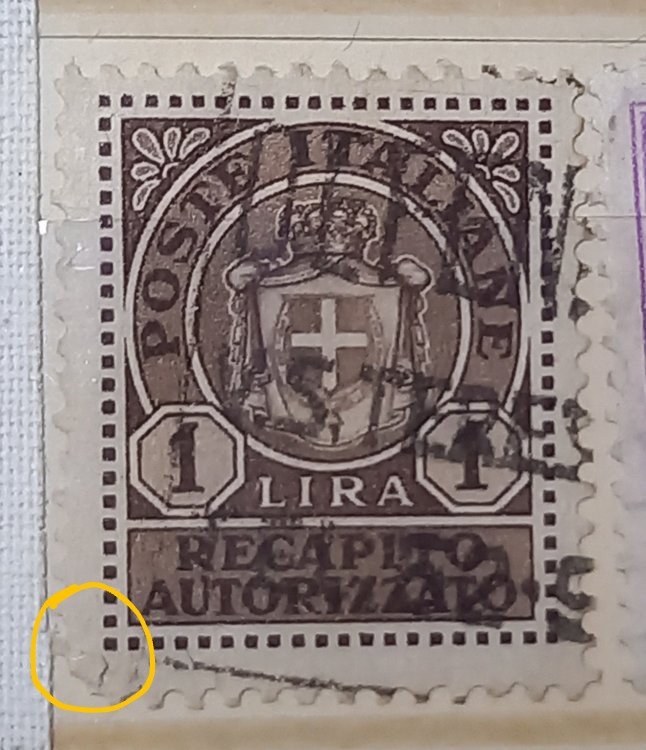 POSTE ITALIANE
1 LIRA 1
RECAPITO
AUTORIZZATO